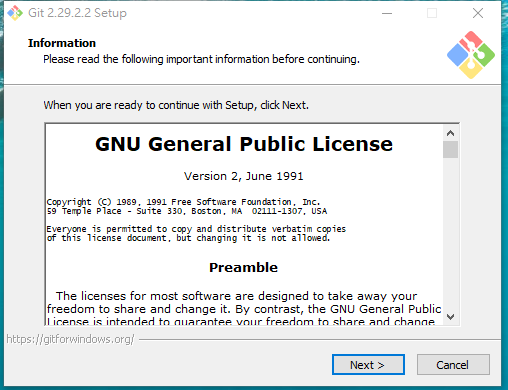 Git 2.29.2.2 Setup
Information
Please read the following important information before continuing.
When you are ready to continue with Setup, click Next.
GNU General Public License
Version 2, June 1991
Copyright (C) 1989, 1991 Free Software Foundation, Inc.
59 Temple Place - Suite 330, Boston, MA  02111-1307, USA
Everyone is permitted to copy and distribute verbatim copies
of this license document, but changing it is not allowed.
Preamble
The licenses for most software are designed to take away your
freedom to share and change it. By contrast, the GNU General Public
License is intended to guarantee your freedom to share and change
https://gitforwindows.org/
Next >
Cancel